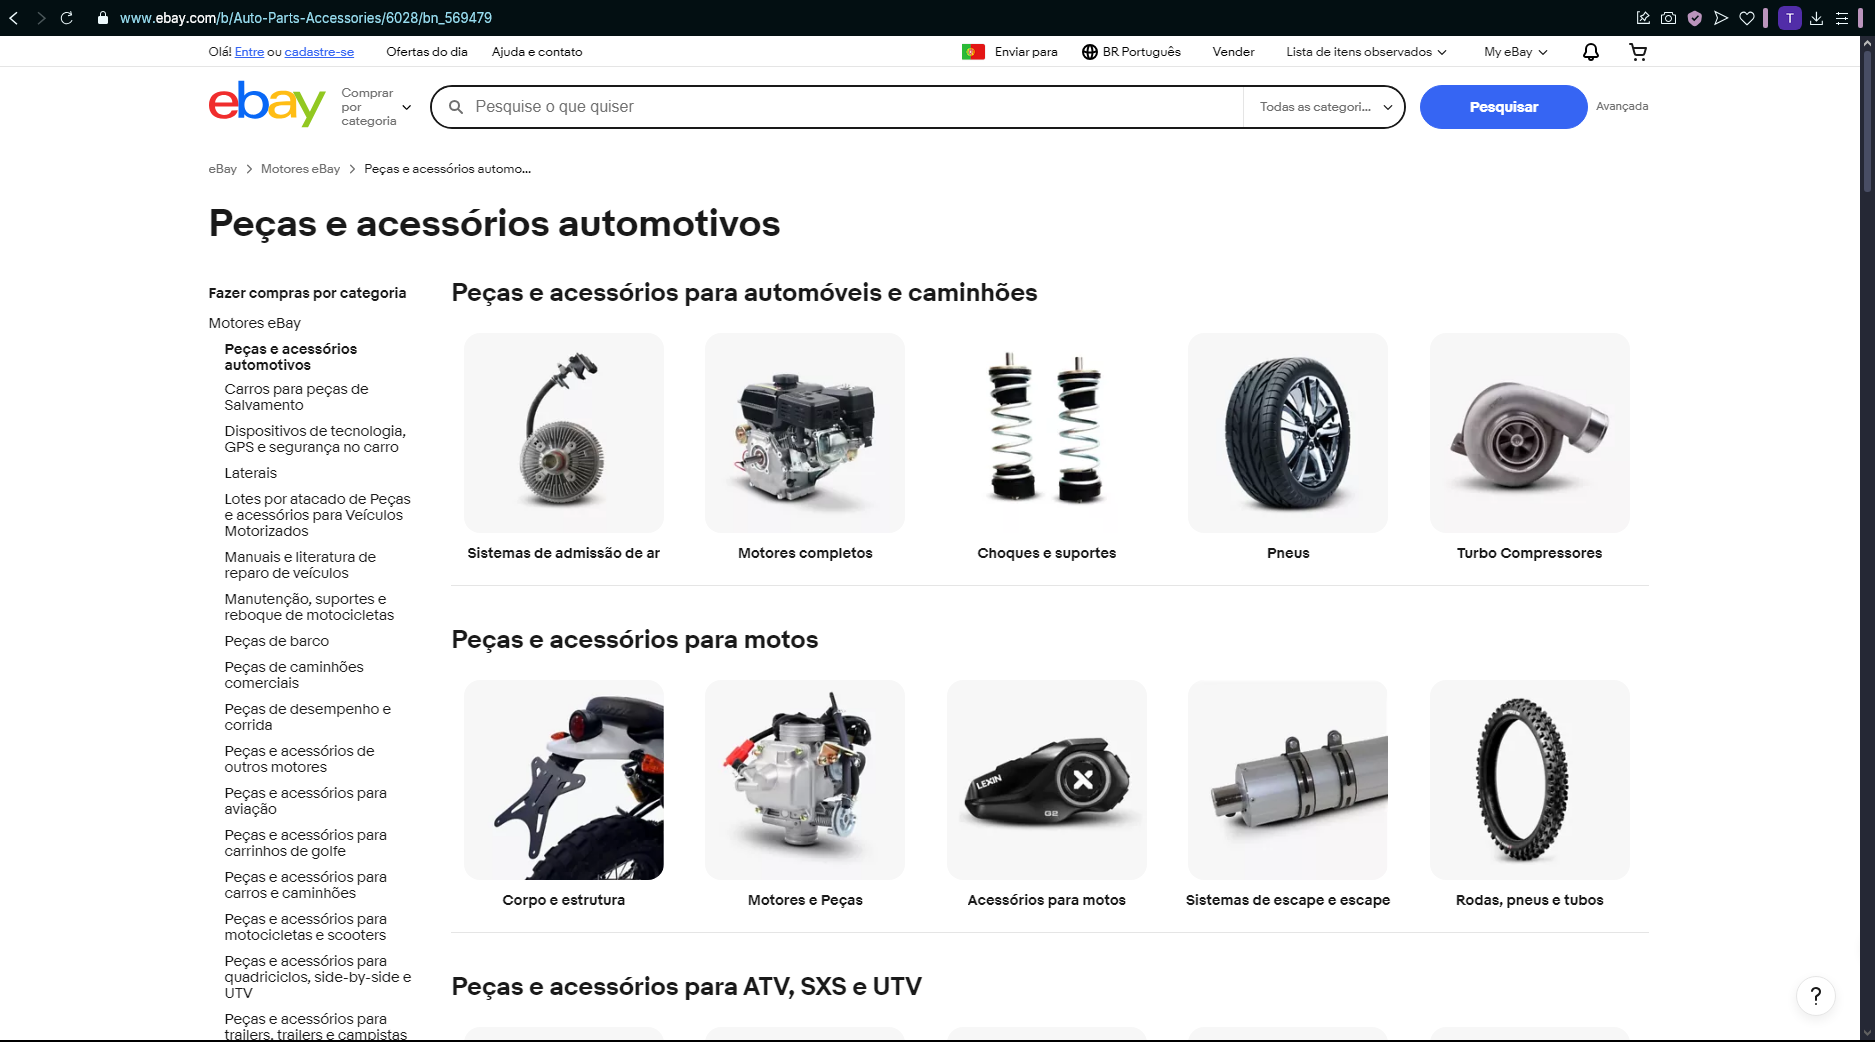 www.ebay.com/b/Auto-Parts-Accessories/6028/bn_569479
T
Olá! Entre ou cadastre-se
Ofertas do dia
Ajuda e contato
Enviar para
BR Português
Vender
Lista de itens observados
My eBay
ebay
Comprar
por
categoria
Pesquise o que quiser
Todas as categori...
Pesquisar
Avançada
eBay
Motores eBay
Peças e acessórios automo...
Peças e acessórios automotivos
Fazer compras por categoria
Motores eBay
Peças e acessórios
automotivos
Carros para peças de
Salvamento
Dispositivos de tecnologia,
GPS e segurança no carro
Laterais
Lotes por atacado de Peças
e acessórios para Veículos
Motorizados
Manuais e literatura de
reparo de veículos
Manutenção, suportes e
reboque de motocicletas
Peças de barco
Peças de caminhões
comerciais
Peças de desempenho e
corrida
Peças e acessórios de
outros motores
Peças e acessórios para
aviação
Peças e acessórios para
carrinhos de golfe
Peças e acessórios para
carros e caminhões
Peças e acessórios para
motocicletas e scooters
Peças e acessórios para
quadriciclos, side-by-side e
UTV
Peças e acessórios para
trailers, trailers e campistas
Peças e acessórios para automóveis e caminhões
Sistemas de admissão de ar
Motores completos
Choques e suportes
Pneus
Turbo Compressores
Peças e acessórios para motos
LEXIN
G2
Corpo e estrutura
Motores e Peças
Acessórios para motos
Sistemas de escape e escape
Rodas, pneus e tubos
Peças e acessórios para ATV, SXS e UTV
?